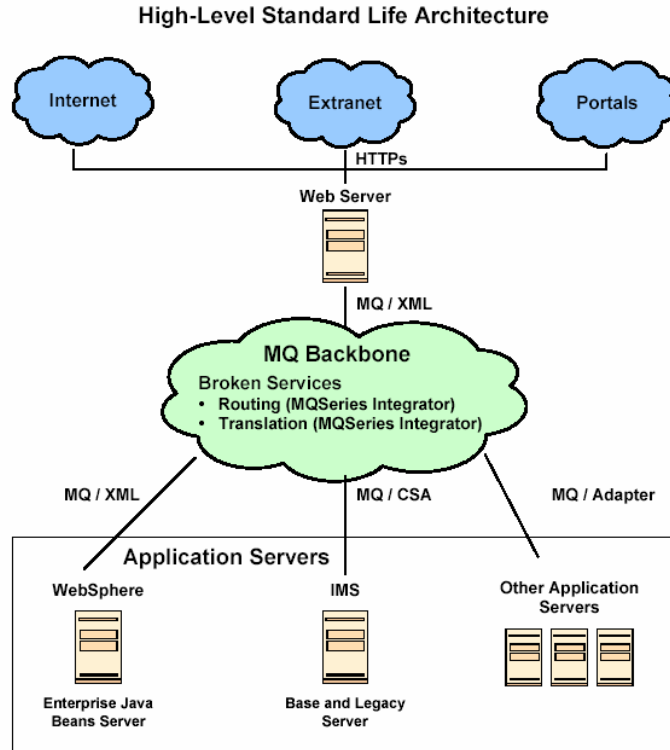 High-Level Standard Life Architecture
Internet
Extranet
Portals
HTTPs
Web Server
MQ / XML
MQ Backbone
Broken Services
• Routing (MQSeries Integrator)
• Translation (MQSeries Integrator)
MQ / XML
MQ / CSA
MQ / Adapter
Application Servers
WebSphere
IMS
Other Application
Servers
Enterprise Java
Beans Server
Base and Legacy
Server